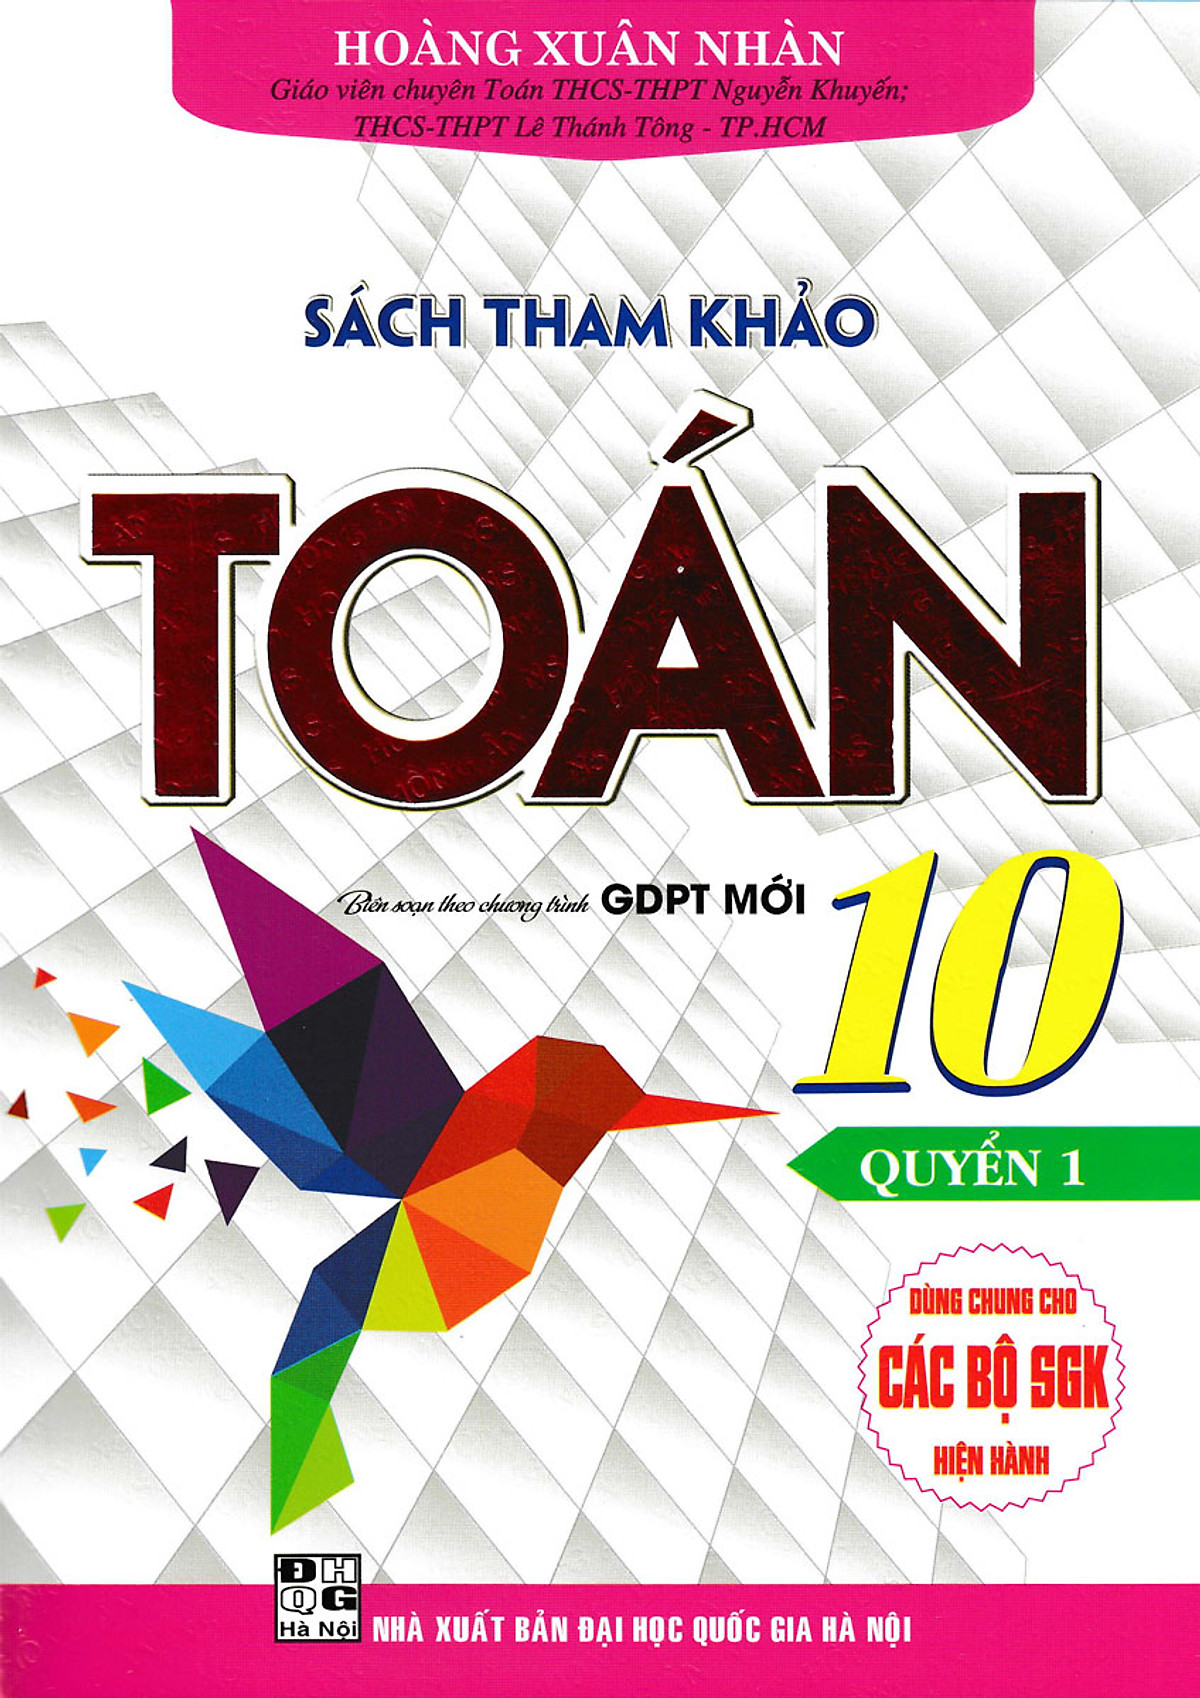 HOÀNG XUÂN NHÀN
Giáo viên chuyên Toán THCS-THPT Nguyễn Khuyến;
THCS-THPT Lê Thánh Tông - TP.HCM
SÁCH THAM KHẢO
TOÁN
Biên soạn theo chương trình GDPT MỚI
10
QUYỂN 1
DÙNG CHUNG CHO
CÁC BỘ SGK
HIỆN HÀNH
ĐH
QG
Hà Nội
NHÀ XUẤT BẢN ĐẠI HỌC QUỐC GIA HÀ NỘI